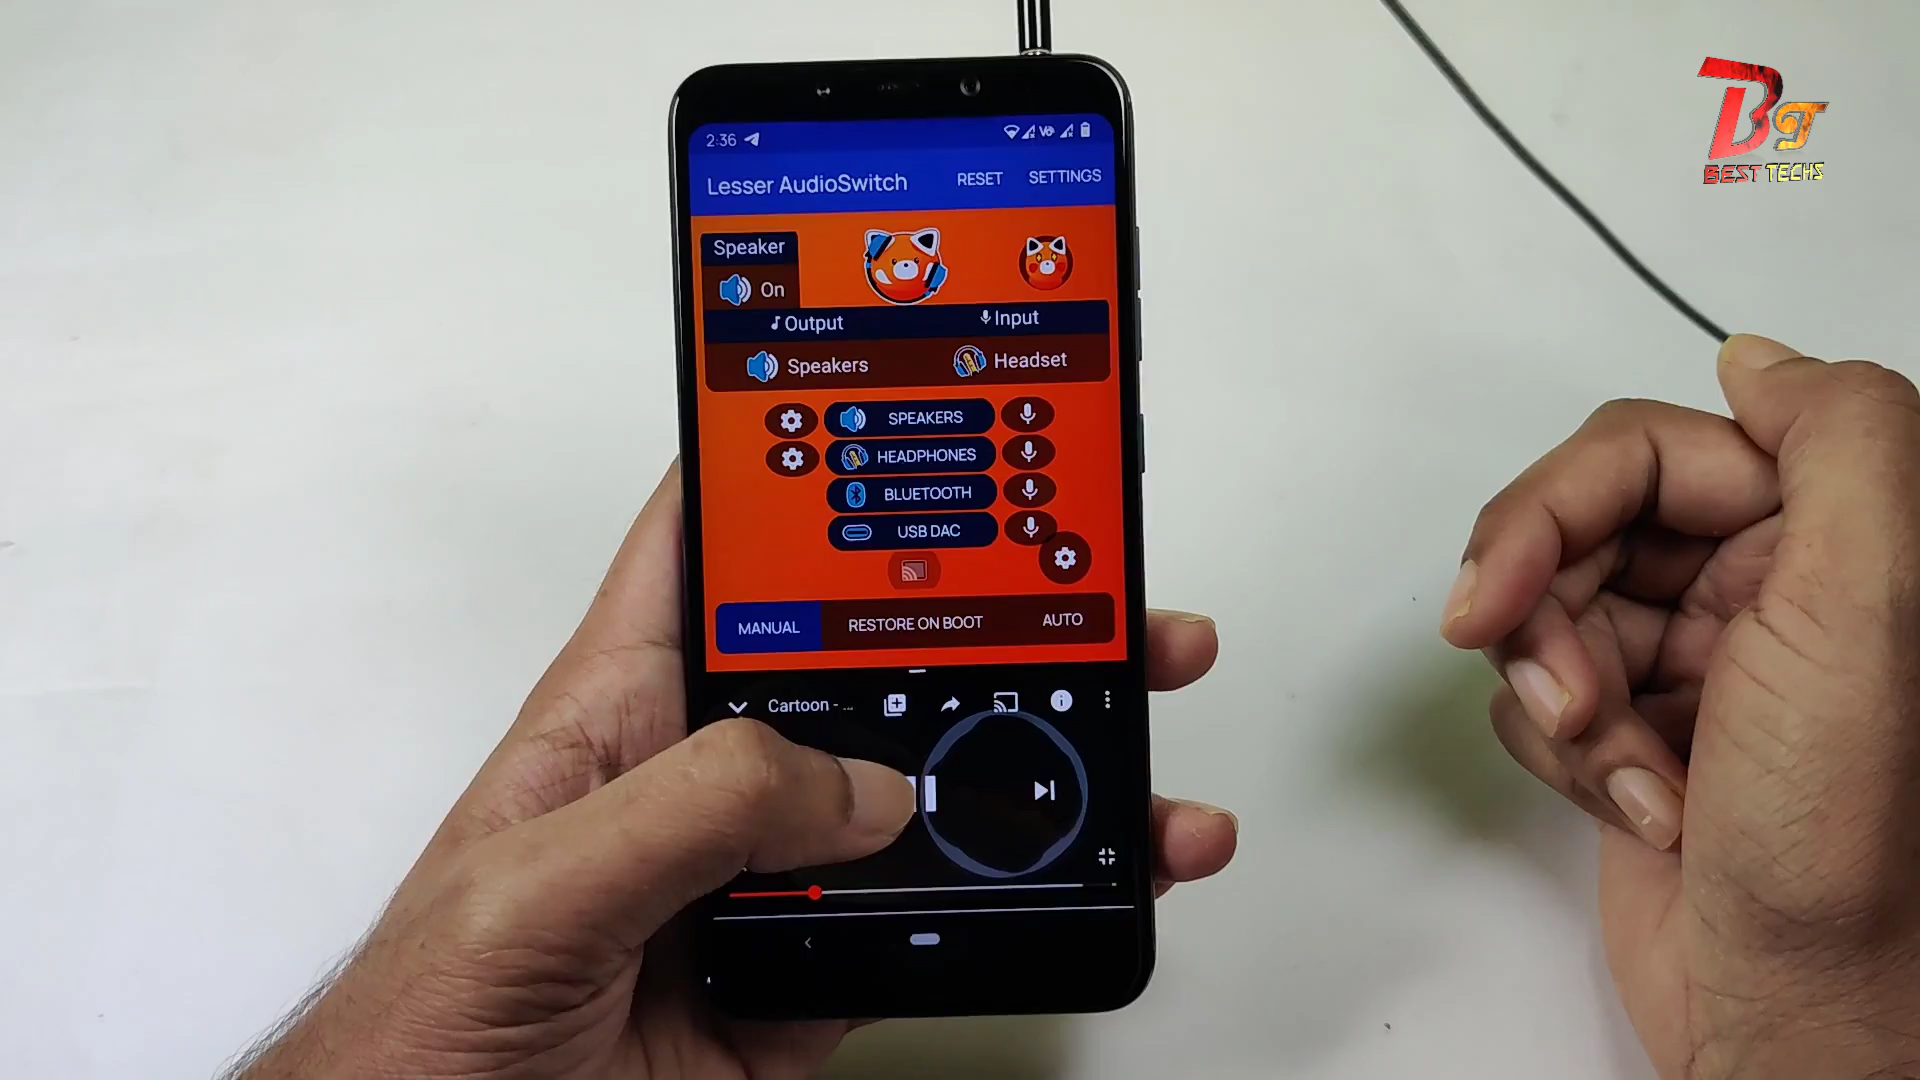 BT
BEST TECHS
2:36
Lesser AudioSwitch RESET SETTINGS
Speaker
On
Output Input
Speakers Headset
SPEAKERS
HEADPHONES
BLUETOOTH
USB DAC
MANUAL RESTORE ON BOOT AUTO
Cartoon - ...